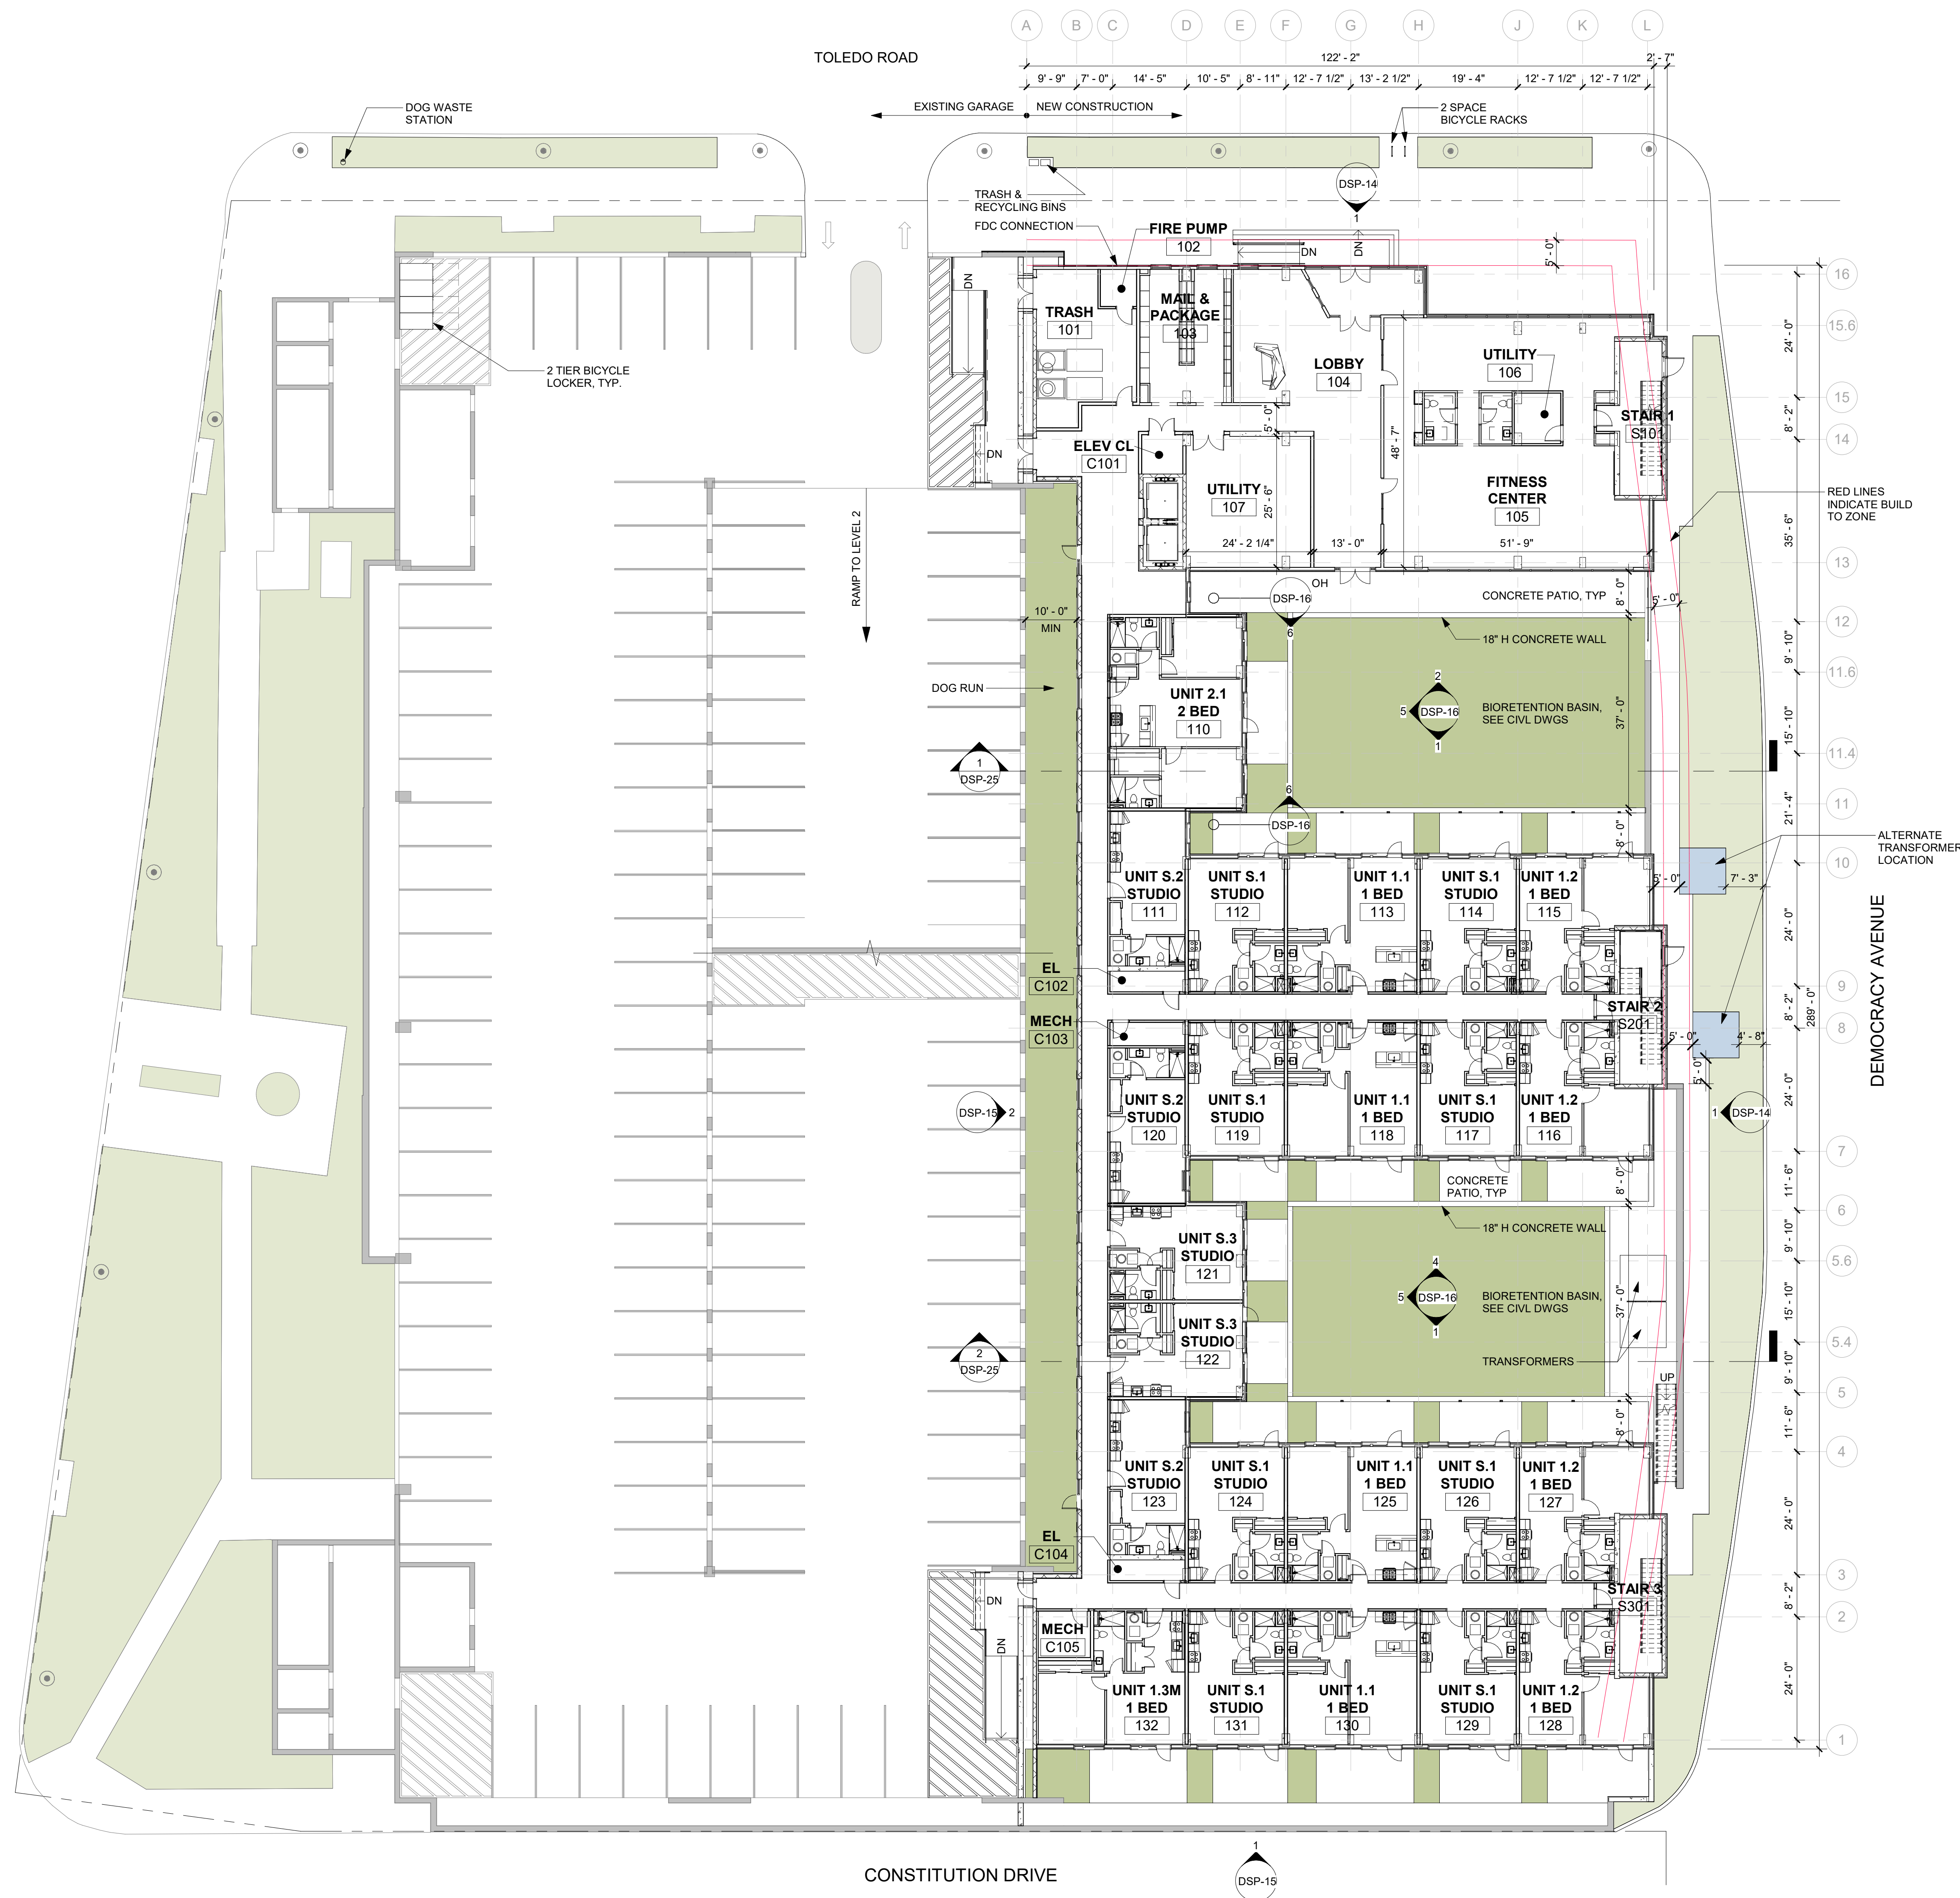 A
B
C
D
E
F
G
H
J
K
L
TOLEDO ROAD
122' - 2"
2' - 7"
9' - 9"
7' - 0"
14' - 5"
10' - 5"
8' - 11"
12' - 7 1/2"
13' - 2 1/2"
19' - 4"
12' - 7 1/2"
12' - 7 1/2"
EXISTING GARAGE
NEW CONSTRUCTION
DOG WASTE
STATION
2 SPACE
BICYCLE RACKS
DSP-14
1
TRASH &
RECYCLING BINS
FDC CONNECTION
FIRE PUMP
102
DN
DN
5' - 0"
DN
TRASH
101
MAIL &
PACKAGE
103
LOBBY
104
UTILITY
106
2 TIER BICYCLE
LOCKER, TYP.
STAIR 1
S101
ELEV CL
C101
DN
5' - 0"
48' - 7"
UTILITY
107
25' - 6"
FITNESS
CENTER
105
RED LINES
INDICATE BUILD
TO ZONE
24' - 2 1/4"
13' - 0"
51' - 9"
RAMP TO LEVEL 2
OH
DSP-16
6
CONCRETE PATIO, TYP
8' - 0"
5' - 0"
10' - 0"
MIN
18" H CONCRETE WALL
DOG RUN
UNIT 2.1
2 BED
110
2
5
DSP-16
1
BIORETENTION BASIN,
SEE CIVL DWGS
37' - 0"
1
DSP-25
6
DSP-16
8' - 0"
ALTERNATE
TRANSFORMER
LOCATION
UNIT S.2
STUDIO
111
UNIT S.1
STUDIO
112
UNIT 1.1
1 BED
113
UNIT S.1
STUDIO
114
UNIT 1.2
1 BED
115
5' - 0"
7' - 3"
DEMOCRACY AVENUE
EL
C102
MECH
C103
STAIR 2
S201
5' - 0"
4' - 8"
5' - 0"
UNIT S.2
STUDIO
120
UNIT S.1
STUDIO
119
UNIT 1.1
1 BED
118
UNIT S.1
STUDIO
117
UNIT 1.2
1 BED
116
DSP-15
2
1
DSP-14
CONCRETE
PATIO, TYP
8' - 0"
18" H CONCRETE WALL
UNIT S.3
STUDIO
121
4
5
DSP-16
1
BIORETENTION BASIN,
SEE CIVL DWGS
37' - 0"
UNIT S.3
STUDIO
122
2
DSP-25
TRANSFORMERS
UP
8' - 0"
UNIT S.2
STUDIO
123
UNIT S.1
STUDIO
124
UNIT 1.1
1 BED
125
UNIT S.1
STUDIO
126
UNIT 1.2
1 BED
127
EL
C104
DN
STAIR 3
S301
DN
MECH
C105
UNIT 1.3M
1 BED
132
UNIT S.1
STUDIO
131
UNIT 1.1
1 BED
130
UNIT S.1
STUDIO
129
UNIT 1.2
1 BED
128
16
24' - 0"
15.6
15
8' - 2"
14
35' - 6"
13
12
9' - 10"
11.6
15' - 10"
11.4
11
21' - 4"
10
24' - 0"
9
8' - 2"
289' - 0"
8
24' - 0"
7
11' - 6"
6
9' - 10"
5.6
15' - 10"
5.4
9' - 10"
5
11' - 6"
4
24' - 0"
3
8' - 2"
2
24' - 0"
1
CONSTITUTION DRIVE
1
DSP-15